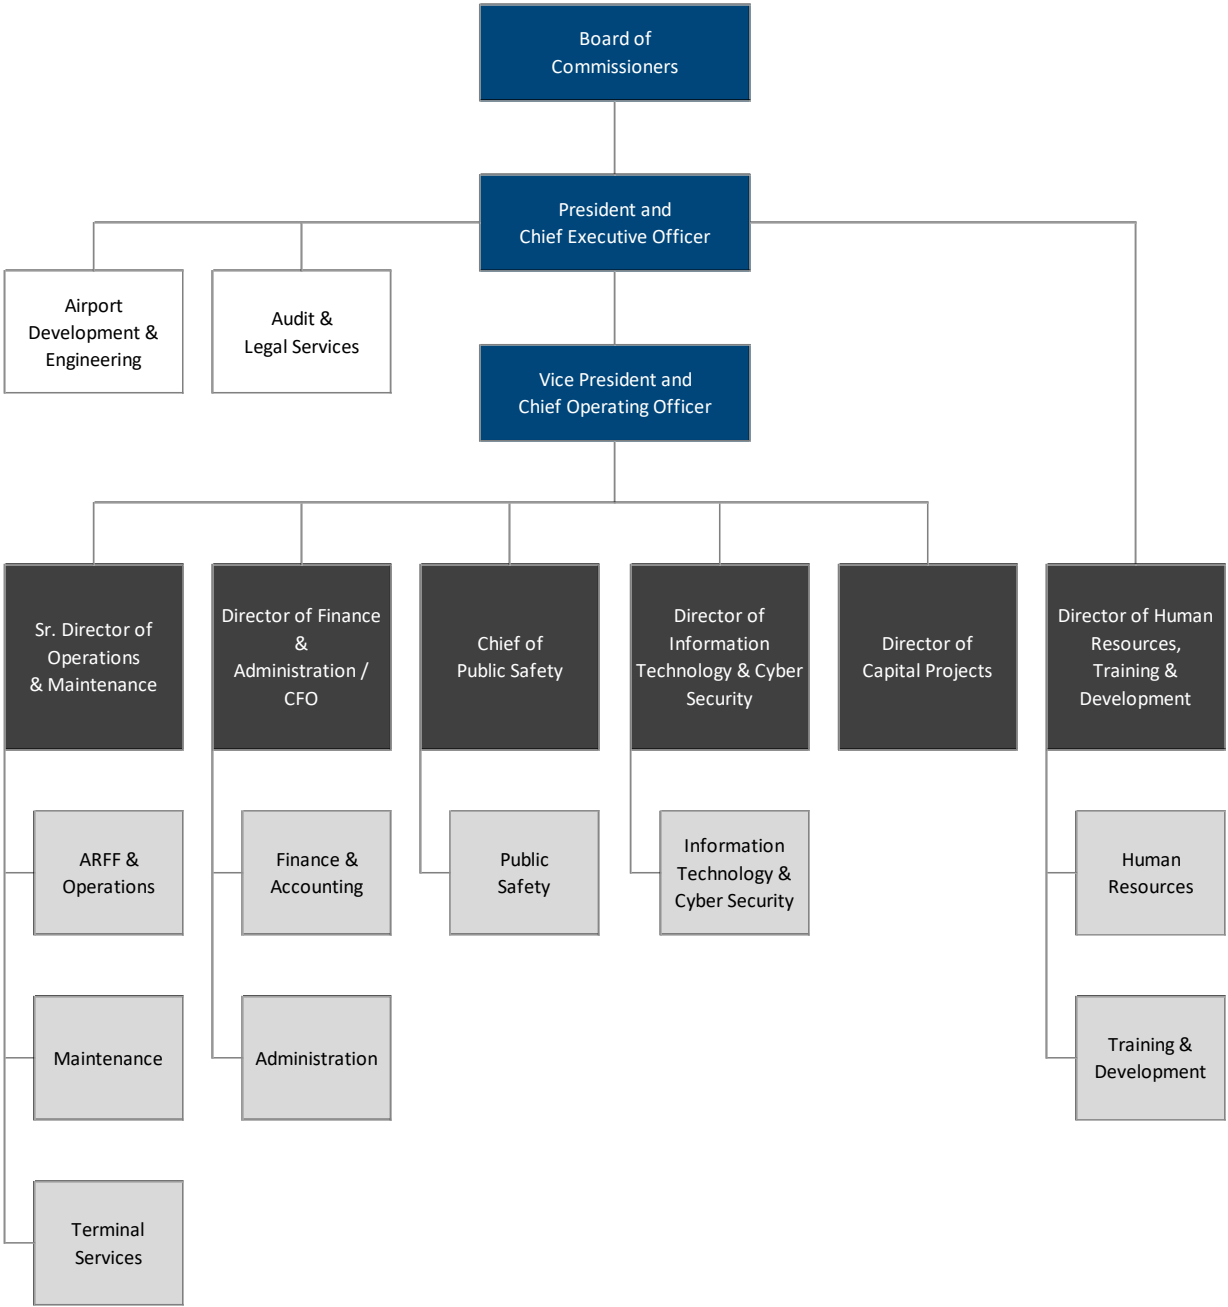 Board of
Commissioners
President and
Chief Executive Officer
Airport
Development &
Engineering
Audit &
Legal Services
Vice President and
Chief Operating Officer
Sr. Director of
Operations
& Maintenance
Director of Finance
&
Administration /
CFO
Chief of
Public Safety
Director of
Information
Technology & Cyber
Security
Director of
Capital Projects
Director of Human
Resources,
Training &
Development
ARFF &
Operations
Finance &
Accounting
Public
Safety
Information
Technology &
Cyber Security
Human
Resources
Maintenance
Administration
Training &
Development
Terminal
Services